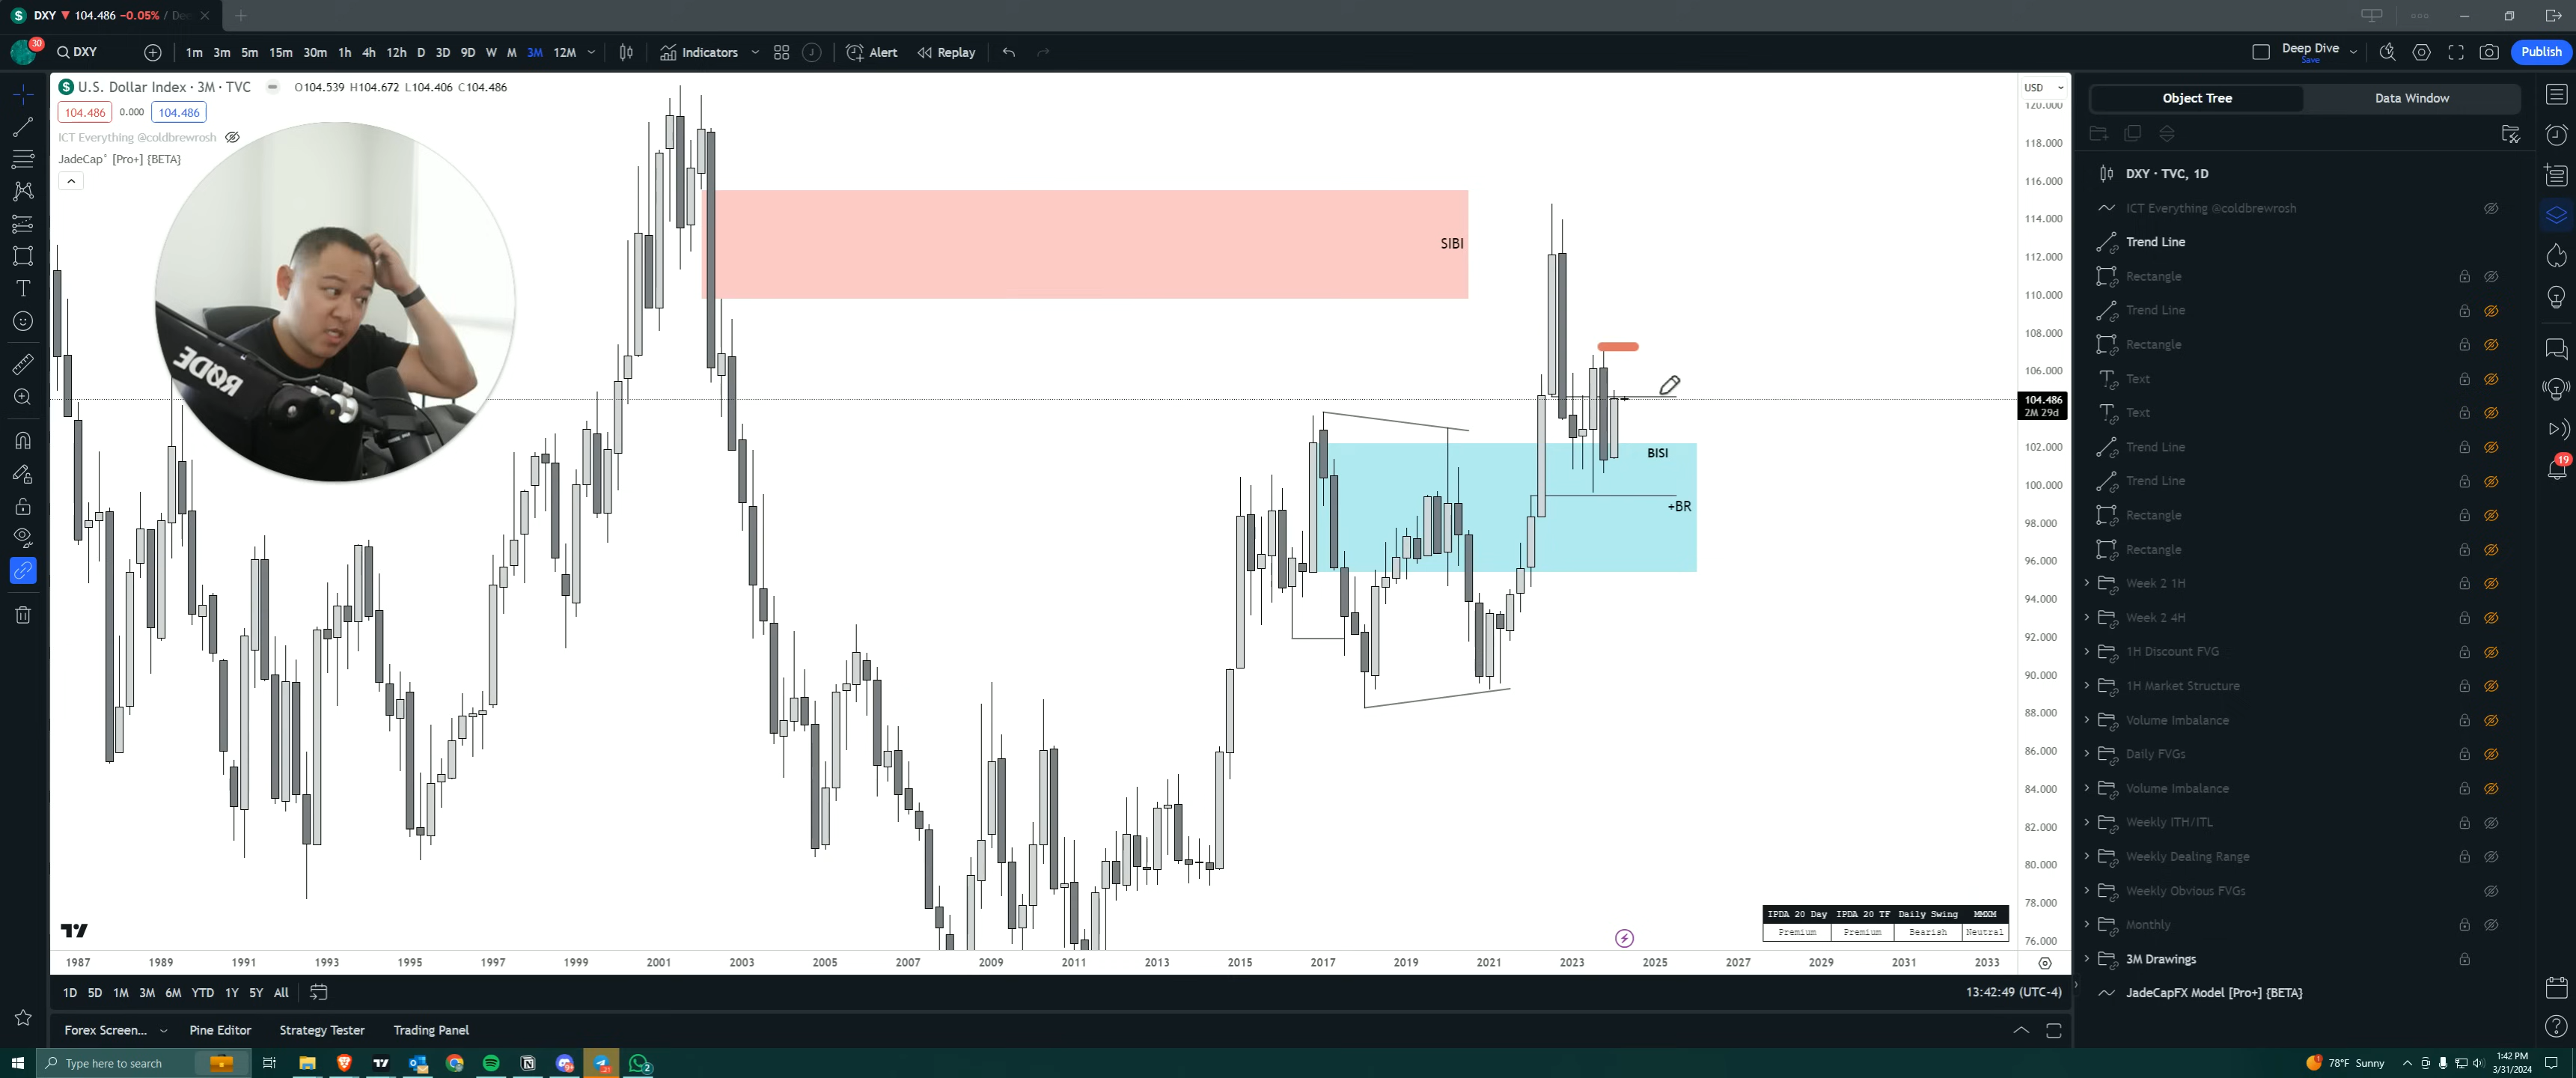 DXY ▼ 104.486 -0.05% / Dee
30
DXY
1m 3m 5m 15m 30m 1h 4h 12h D 3D 9D W M 3M 12M
Indicators
J
Alert
Replay
Deep Dive
Save
Publish
U.S. Dollar Index · 3M · TVC
O104.539 H104.672 L104.406 C104.486
104.486 0.000 104.486
ICT Everything @coldbrewrosh
JadeCap° [Pro+] {BETA}
RØDE
SIBI
BISI
+BR
USD
120.000
118.000
116.000
114.000
112.000
110.000
108.000
106.000
104.486
2M 29d
102.000
100.000
98.000
96.000
94.000
92.000
90.000
88.000
86.000
84.000
82.000
80.000
78.000
76.000
IPDA 20 Day IPDA 20 TF Daily Swing MMXM
Premium Premium Bearish Neutral
1987 1989 1991 1993 1995 1997 1999 2001 2003 2005 2007 2009 2011 2013 2015 2017 2019 2021 2023 2025 2027 2029 2031 2033
1D 5D 1M 3M 6M YTD 1Y 5Y All
13:42:49 (UTC-4)
Forex Screen... Pine Editor Strategy Tester Trading Panel
Object Tree Data Window
DXY · TVC, 1D
ICT Everything @coldbrewrosh
Trend Line
Rectangle
Trend Line
Rectangle
Text
Text
Trend Line
Trend Line
Rectangle
Rectangle
Week 2 1H
Week 2 4H
1H Discount FVG
1H Market Structure
Volume Imbalance
Daily FVGs
Volume Imbalance
Weekly ITH/ITL
Weekly Dealing Range
Weekly Obvious FVGs
Monthly
3M Drawings
JadeCapFX Model [Pro+] {BETA}
19
Type here to search
2
78°F Sunny
1:42 PM
3/31/2024